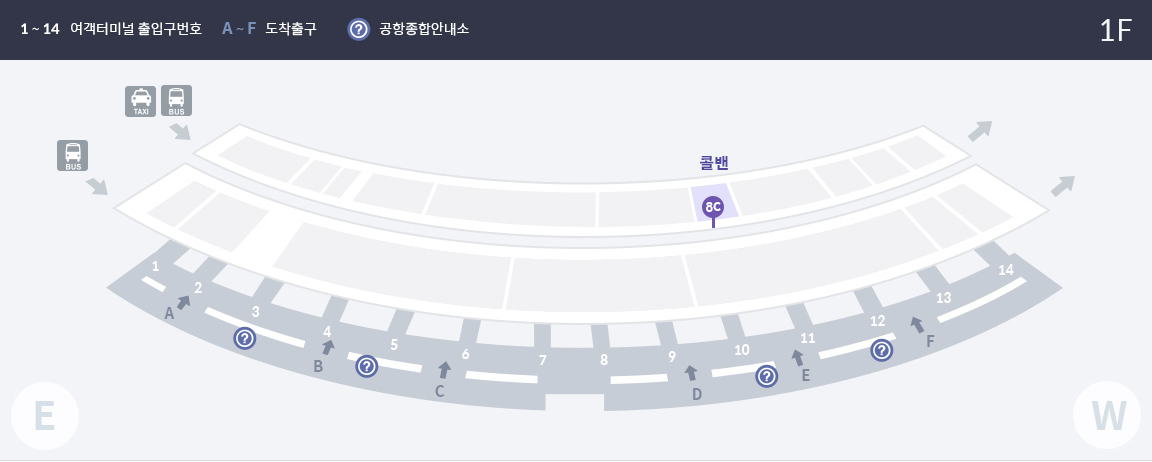 1 ~ 14 여객터미널 출입구번호 A ~ F 도착출구 ? 공항종합안내소 1F
TAXI BUS
BUS
콜밴
8C
1 2 3 4 5 6 7 8 9 10 11 12 13 14
A B C D E F
? ? ? ?
E W